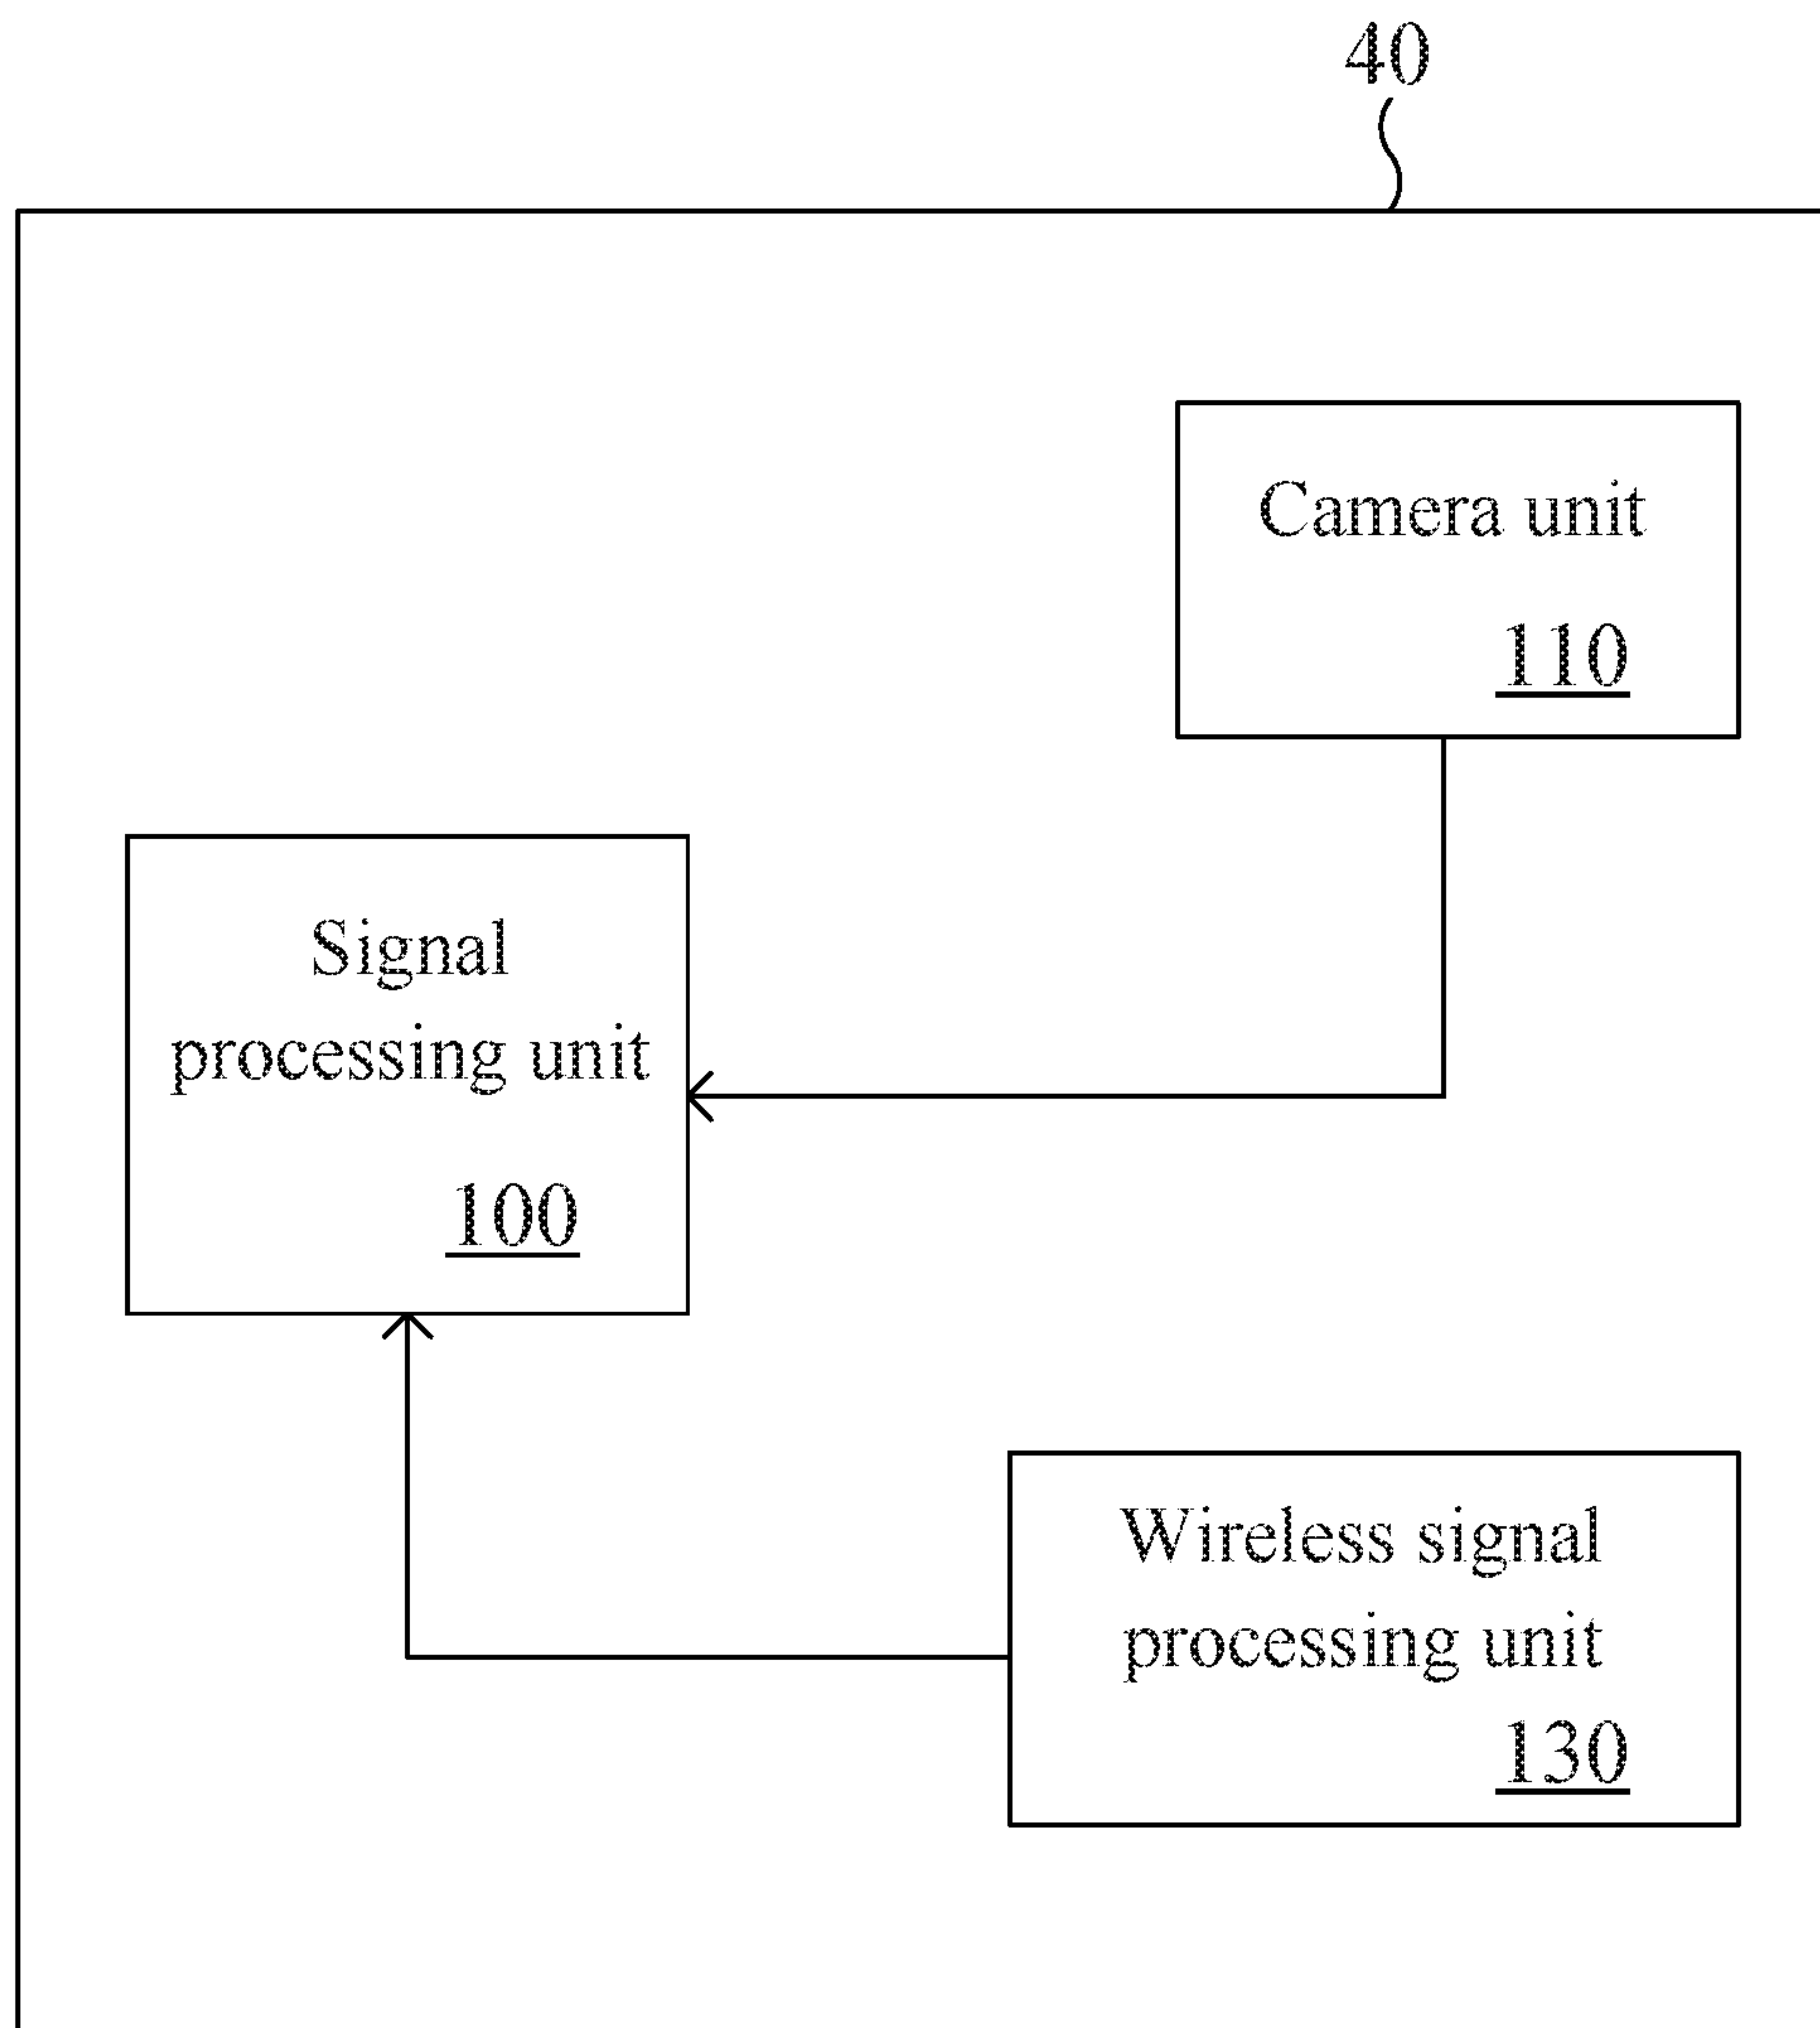 40
Camera unit
110
Signal
processing unit
100
Wireless signal
processing unit
130